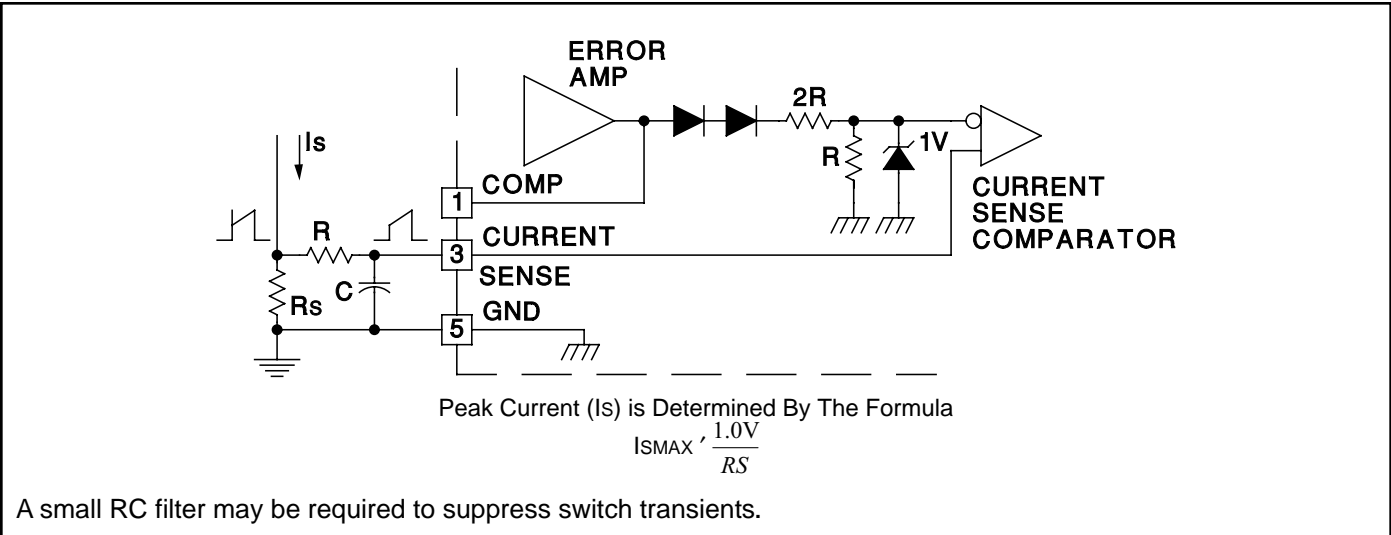 ERROR
AMP
2R
Is
R
1V
1 COMP
CURRENT
SENSE
COMPARATOR
R
3 CURRENT
SENSE
C
Rs
5 GND
Peak Current (IS) is Determined By The Formula
ISMAX ′ 1.0V
RS
A small RC filter may be required to suppress switch transients.